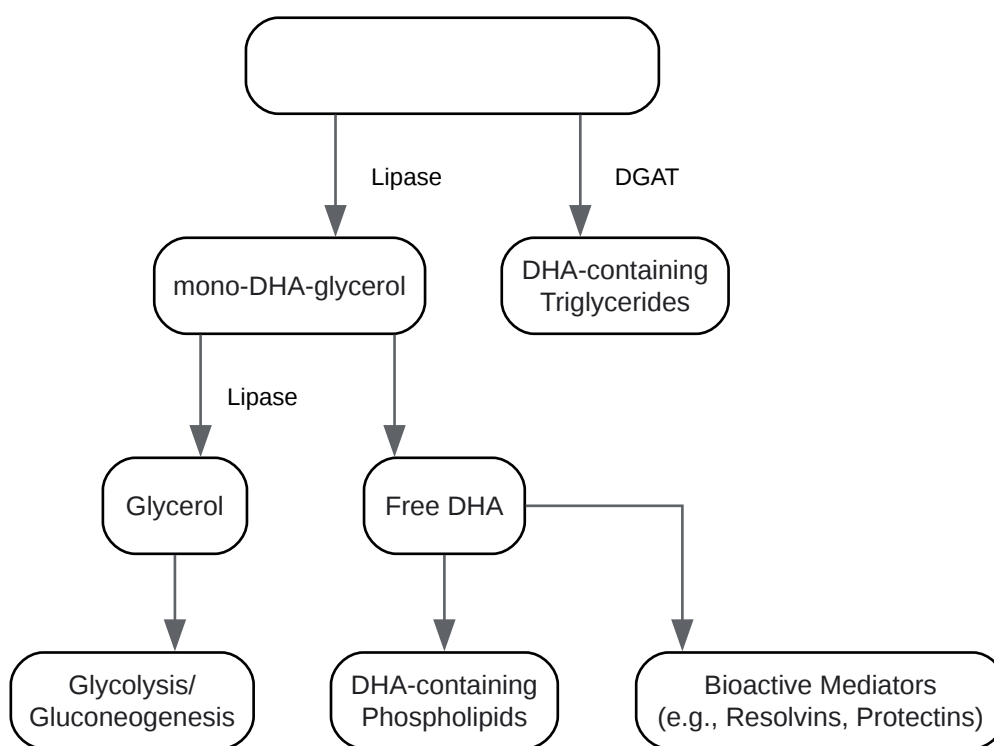 Lipase
DGAT
mono-DHA-glycerol
DHA-containing
Triglycerides
Lipase
Glycerol
Free DHA
Glycolysis/
Gluconeogenesis
DHA-containing
Phospholipids
Bioactive Mediators
(e.g., Resolvins, Protectins)